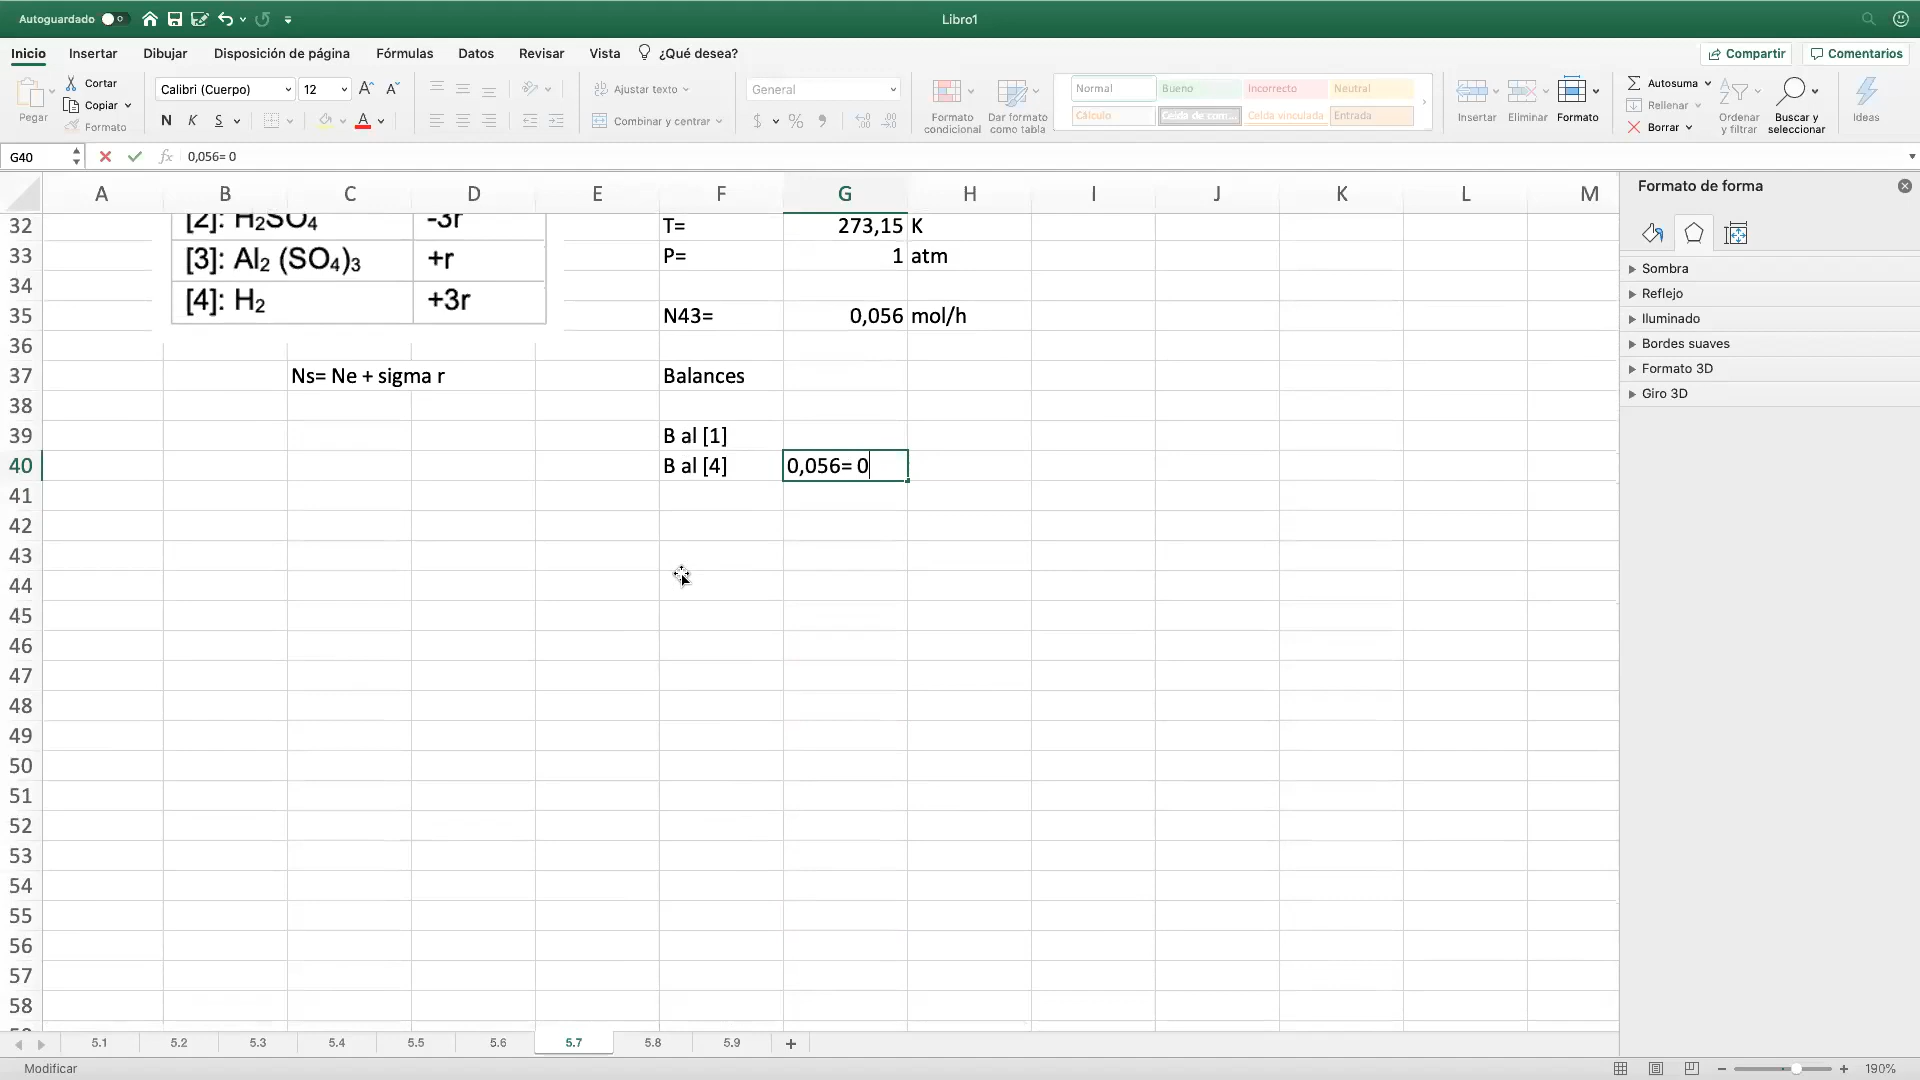 Autoguardado
Libro1
Inicio Insertar Dibujar Disposición de página Fórmulas Datos Revisar Vista ¿Qué desea? Compartir Comentarios
Pegar
Cortar
Copiar
Formato
Calibri (Cuerpo) 12 A^ A˅
N K S A
Ajustar texto
Combinar y centrar
General
$ % 9 ,00 ,0
Formato condicional
Dar formato como tabla
Normal Bueno Incorrecto Neutral
Cálculo Celda de com... Celda vinculada Entrada
Insertar Eliminar Formato
Autosuma
Rellenar
Borrar
Ordenar y filtrar
Buscar y seleccionar
Ideas
G40 fx 0,056= 0
A B C D E F G H I J K L M
32 [2]: H₂SO₄ -3r T= 273,15 K
33 [3]: Al₂ (SO₄)₃ +r P= 1 atm
34
[4]: H₂ +3r
35 N43= 0,056 mol/h
36
37 Ns= Ne + sigma r Balances
38
39 B al [1]
40 B al [4] 0,056= 0
41
42
43
44
45
46
47
48
49
50
51
52
53
54
55
56
57
58
Formato de forma
Sombra
Reflejo
Iluminado
Bordes suaves
Formato 3D
Giro 3D
5.1 5.2 5.3 5.4 5.5 5.6 5.7 5.8 5.9 +
Modificar 190%